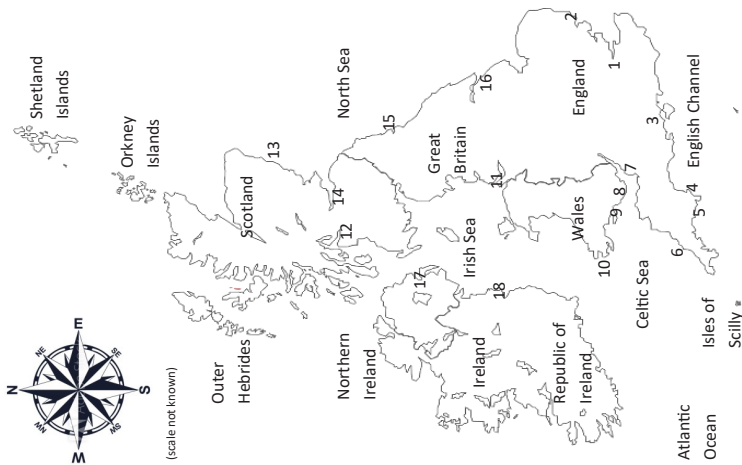 N
NE
E
SE
S
SW
W
NW
(scale not known)
Shetland
Islands
Orkney
Islands
Outer
Hebrides
Scotland
13
North Sea
14
12
15
Northern
Ireland
17
Great
Britain
16
Irish Sea
11
18
Ireland
Republic of
Ireland
Wales
England
2
1
10
9
8
7
Celtic Sea
3
6
5
4
English Channel
Isles of
Scilly
Atlantic
Ocean